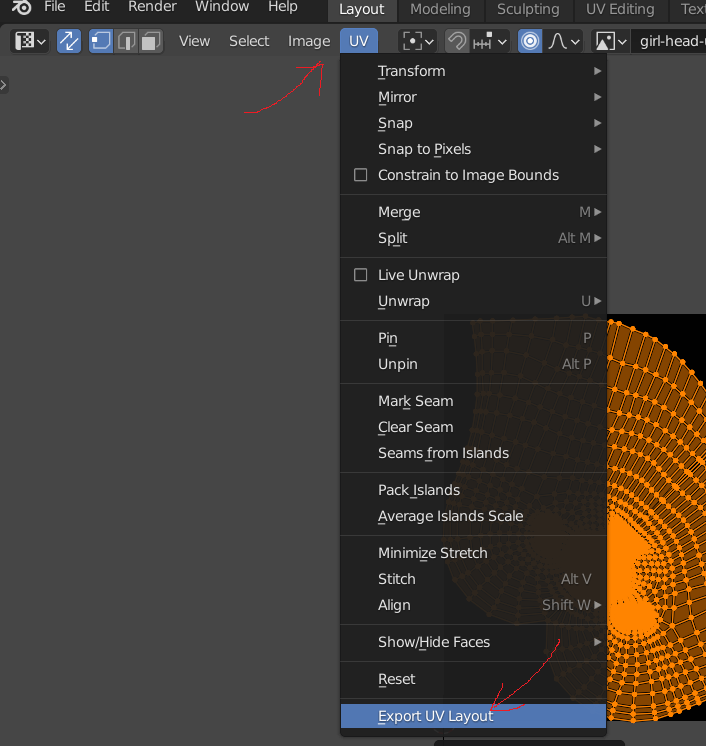 File Edit Render Window Help Layout Modeling Sculpting UV Editing
View Select Image UV girl-head-
Transform
Mirror
Snap
Snap to Pixels
Constrain to Image Bounds
Merge M
Split Alt M
Live Unwrap
Unwrap U
Pin P
Unpin Alt P
Mark Seam
Clear Seam
Seams from Islands
Pack Islands
Average Islands Scale
Minimize Stretch
Stitch Alt V
Align Shift W
Show/Hide Faces
Reset
Export UV Layout